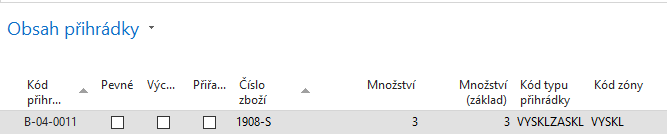 Obsah přihrádky
Kód přihr... Pevné Výc... Přiřa... Číslo zboží Množství Množství (základ) Kód typu přihrádky Kód zóny
B-04-0011 1908-S 3 3 VYSKLZASKL VYSKL